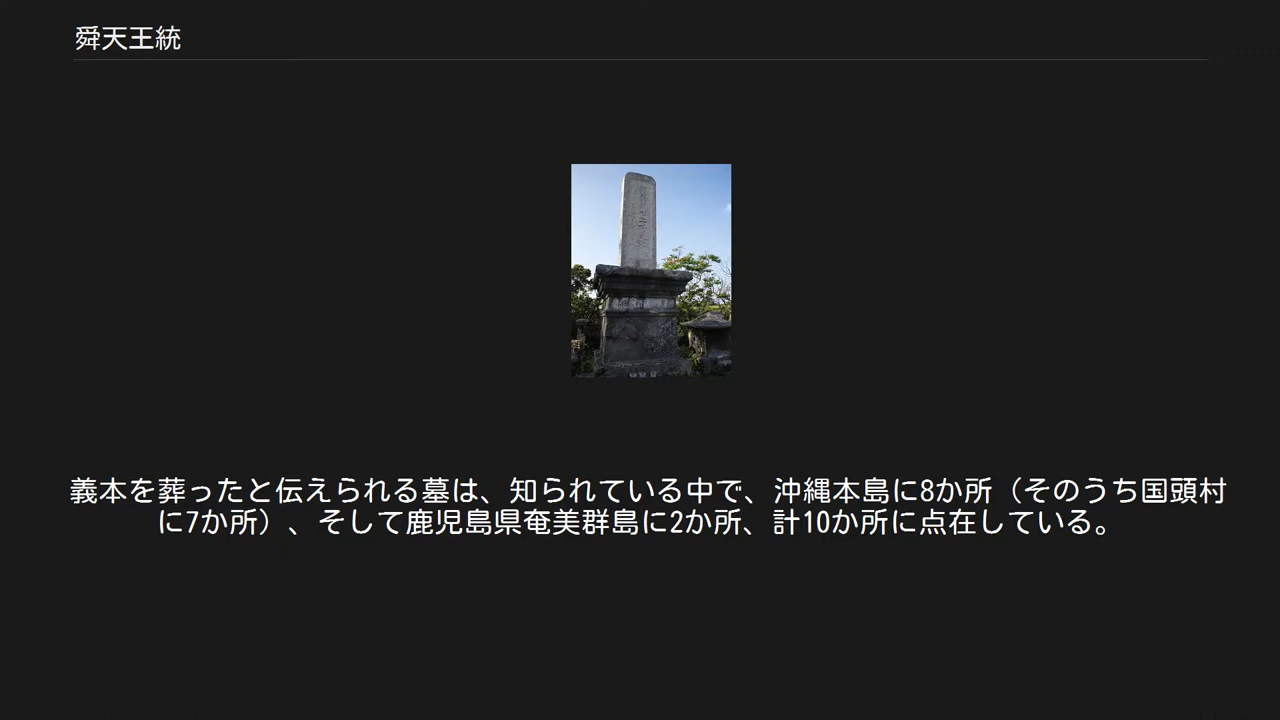 舜天王統
義本を葬ったと伝えられる墓は、知られている中で、沖縄本島に8か所（そのうち国頭村
に7か所）、そして鹿児島県奄美群島に2か所、計10か所に点在している。